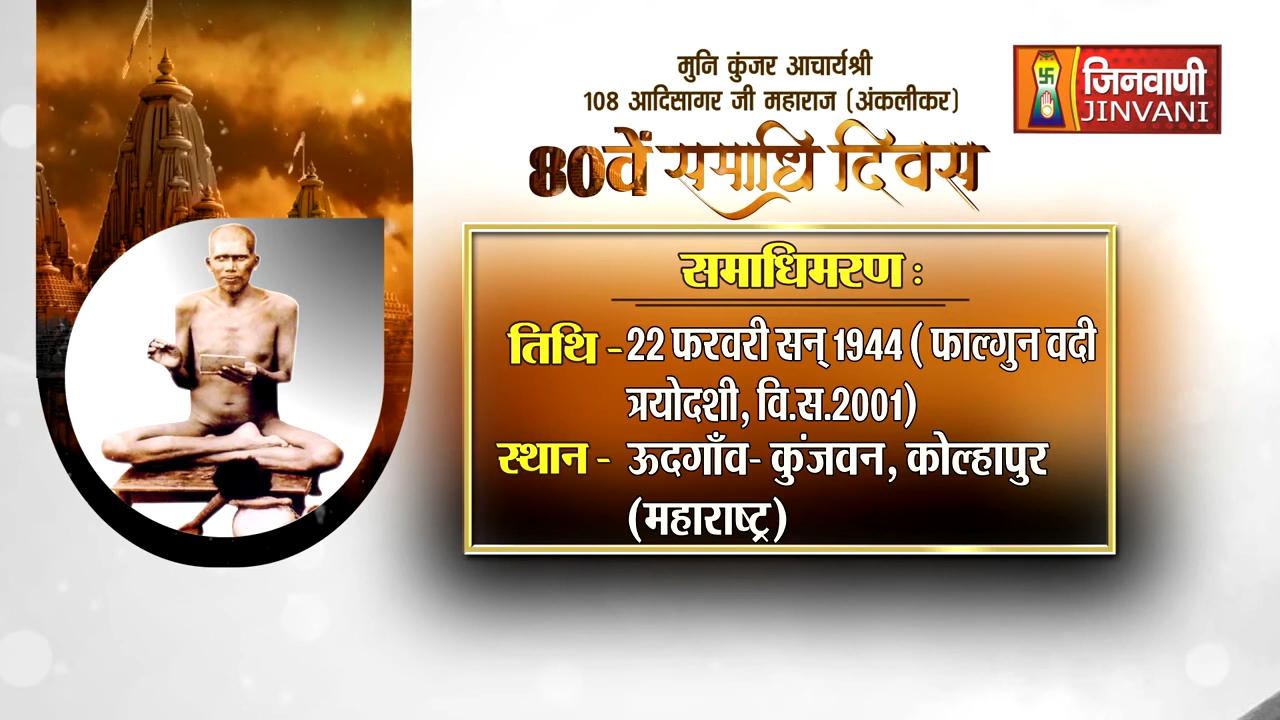 मुनि कुंजर आचार्यश्री
108 आदिसागर जी महाराज (अंकलीकर)
80वें समाधि दिवस
जिनवाणी
JINVANI
समाधिमरण :
तिथि - 22 फरवरी सन् 1944 ( फाल्गुन वदी
त्रयोदशी, वि.स.2001)
स्थान - ऊदगाँव- कुंजवन, कोल्हापुर
(महाराष्ट्र)